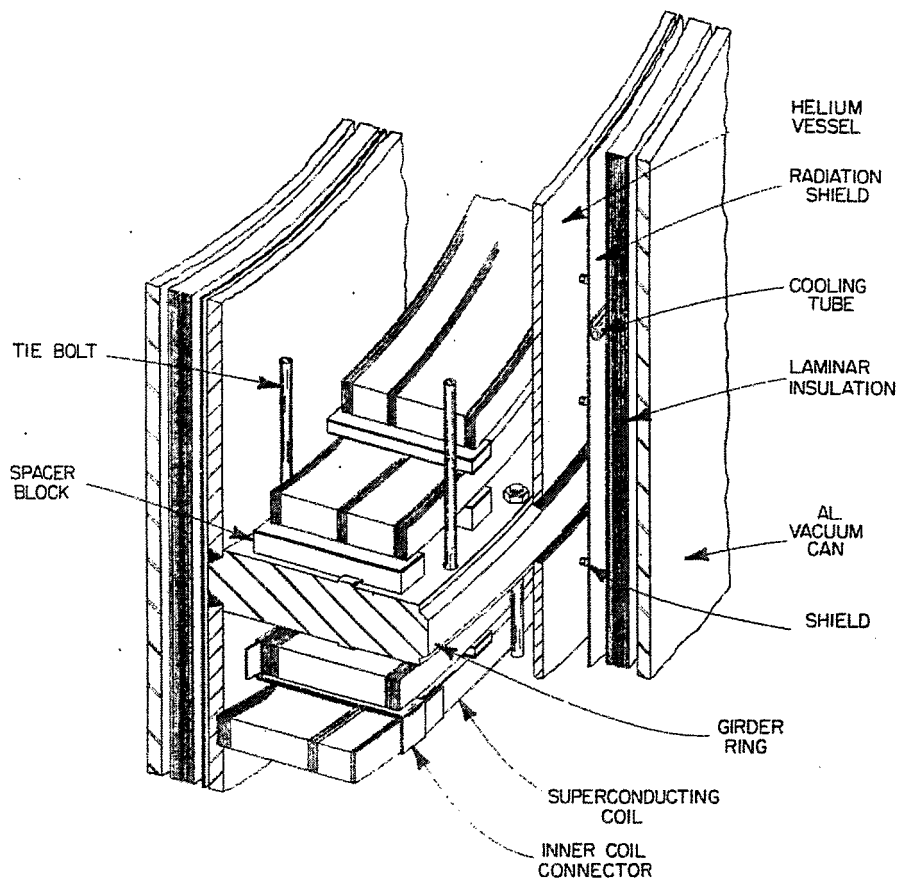 HELIUM
VESSEL
RADIATION
SHIELD
COOLING
TUBE
TIE BOLT
LAMINAR
INSULATION
SPACER
BLOCK
AL
VACUUM
CAN
SHIELD
GIRDER
RING
SUPERCONDUCTING
COIL
INNER COIL
CONNECTOR